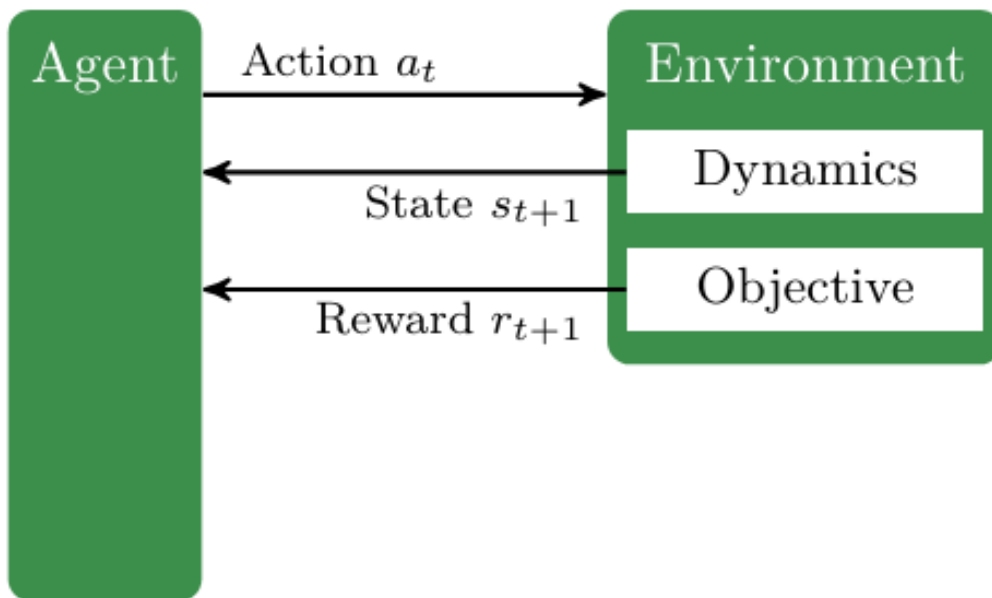 Agent
Action a_t
Environment
Dynamics
State s_{t+1}
Objective
Reward r_{t+1}